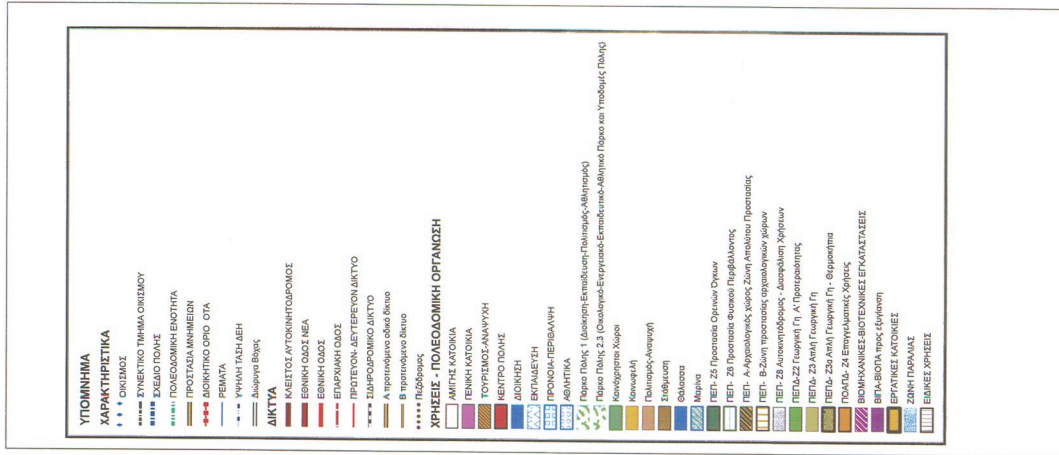 ΥΠΟΜΝΗΜΑ
ΧΑΡΑΚΤΗΡΙΣΤΙΚΑ
ΟΙΚΙΣΜΟΣ
ΣΥΝΕΚΤΙΚΟ ΤΜΗΜΑ ΟΙΚΙΣΜΟΥ
ΣΧΕΔΙΟ ΠΟΛΗΣ
ΠΟΛΕΟΔΟΜΙΚΗ ΕΝΟΤΗΤΑ
ΠΡΟΣΤΑΣΙΑ ΜΝΗΜΕΙΩΝ
ΔΙΟΙΚΗΤΙΚΟ ΟΡΙΟ ΟΤΑ
ΡΕΜΑΤΑ
ΥΨΗΛΗ ΤΑΣΗ ΔΕΗ
Διώρυγα Βόχας
ΔΙΚΤΥΑ
ΚΛΕΙΣΤΟΣ ΑΥΤΟΚΙΝΗΤΟΔΡΟΜΟΣ
ΕΘΝΙΚΗ ΟΔΟΣ ΝΕΑ
ΕΘΝΙΚΗ ΟΔΟΣ
ΕΠΑΡΧΙΑΚΗ ΟΔΟΣ
ΠΡΩΤΕΥΟΝ- ΔΕΥΤΕΡΕΥΟΝ ΔΙΚΤΥΟ
ΣΙΔΗΡΟΔΡΟΜΙΚΟ ΔΙΚΤΥΟ
Α προτεινόμενο οδικό δίκτυο
Β προτεινόμενο δίκτυο
Πεζόδρομος
ΧΡΗΣΕΙΣ - ΠΟΛΕΟΔΟΜΙΚΗ ΟΡΓΑΝΩΣΗ
ΑΜΙΓΗΣ ΚΑΤΟΙΚΙΑ
ΓΕΝΙΚΗ ΚΑΤΟΙΚΙΑ
ΤΟΥΡΙΣΜΟΣ-ΑΝΑΨΥΧΗ
ΚΕΝΤΡΟ ΠΟΛΗΣ
ΔΙΟΙΚΗΣΗ
ΕΚΠΑΙΔΕΥΣΗ
ΠΡΟΝΟΙΑ-ΠΕΡΙΘΑΛΨΗ
ΑΘΛΗΤΙΚΑ
Πάρκο Πόλης 1 (Διοίκηση-Εκπαίδευση-Πολιτισμός-Αθλητισμός)
Πάρκο Πόλης 2,3 (Οικολογικό-Ενεργειακό-Εκπαιδευτικό-Αθλητικό Πάρκο και Υποδομές Πόλης)
Κοινόχρηστοι Χώροι
Κοινωφελή
Πολιτισμός-Αναψυχή
Στάθμευση
Θάλασσα
Μαρίνα
ΠΕΠ- Ζ5 Προστασία Ορεινών Όγκων
ΠΕΠ- Ζ6 Προστασία Φυσικού Περιβάλλοντος
ΠΕΠ- Α-Αρχαιολογικός χώρος Ζώνη Απολύτου Προστασίας
ΠΕΠ- Β-Ζώνη προστασίας αρχαιολογικών χώρων
ΠΕΠ- Ζ8 Αυτοκινητόδρομος - Διασφάλιση Χρήσεων
ΠΕΠΔ-Ζ2 Γεωργική Γη Α' Προτεραιότητας
ΠΕΠΔ- Ζ3 Απλή Γεωργική Γη
ΠΕΠΔ- Ζ3α Απλή Γεωργική Γη - Θερμοκήπια
ΠΟΑΠΔ- Ζ4 Επαγγελματικές Χρήσεις
ΒΙΟΜΗΧΑΝΙΚΕΣ-ΒΙΟΤΕΧΝΙΚΕΣ ΕΓΚΑΤΑΣΤΑΣΕΙΣ
ΒΙΠΑ-ΒΙΟΠΑ προς εξυγίανση
ΕΡΓΑΤΙΚΕΣ ΚΑΤΟΙΚΙΕΣ
ΖΩΝΗ ΠΑΡΑΛΙΑΣ
ΕΙΔΙΚΕΣ ΧΡΗΣΕΙΣ